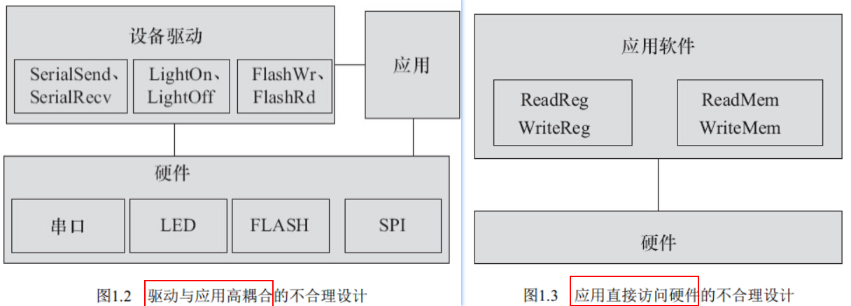 设备驱动
SerialSend、
SerialRecv
LightOn、
LightOff
FlashWr、
FlashRd
应用
硬件
串口
LED
FLASH
SPI
图1.2 驱动与应用高耦合的不合理设计
应用软件
ReadReg
WriteReg
ReadMem
WriteMem
硬件
图1.3 应用直接访问硬件的不合理设计